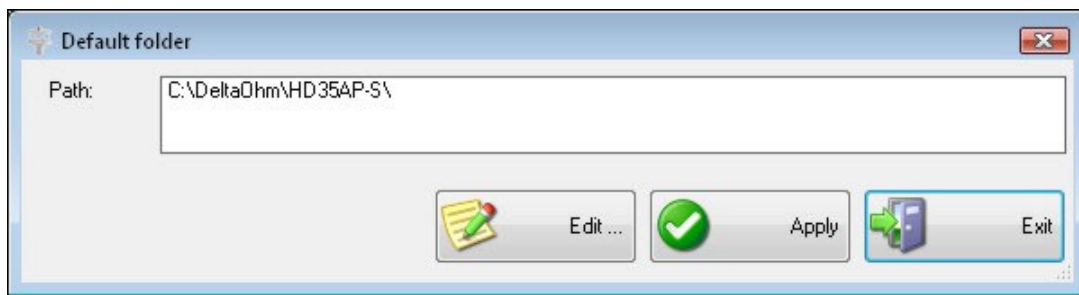 Default folder
Path:
C:\DeltaOhm\HD35AP-S\
Edit ...
Apply
Exit